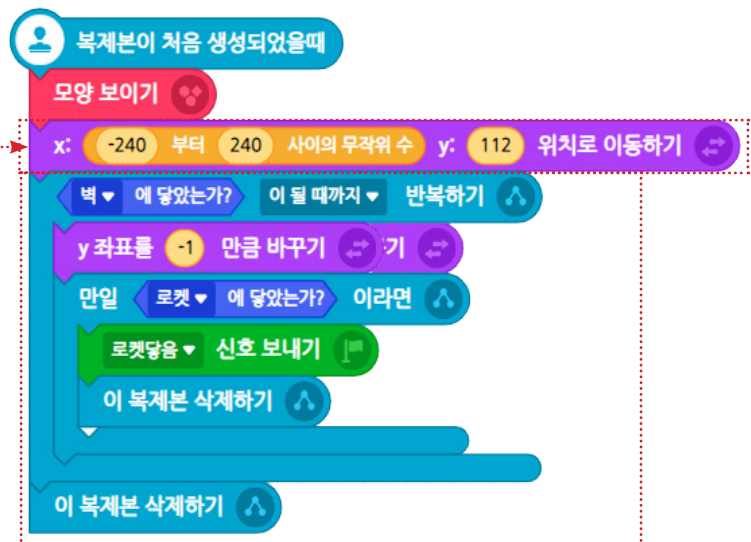 복제본이 처음 생성되었을때
모양 보이기
x: -240 부터 240 사이의 무작위 수 y: 112 위치로 이동하기
벽 에 닿았는가? 이 될 때까지 반복하기
y 좌표를 -1 만큼 바꾸기 기
만일 로켓 에 닿았는가? 이라면
로켓닿음 신호 보내기
이 복제본 삭제하기
이 복제본 삭제하기